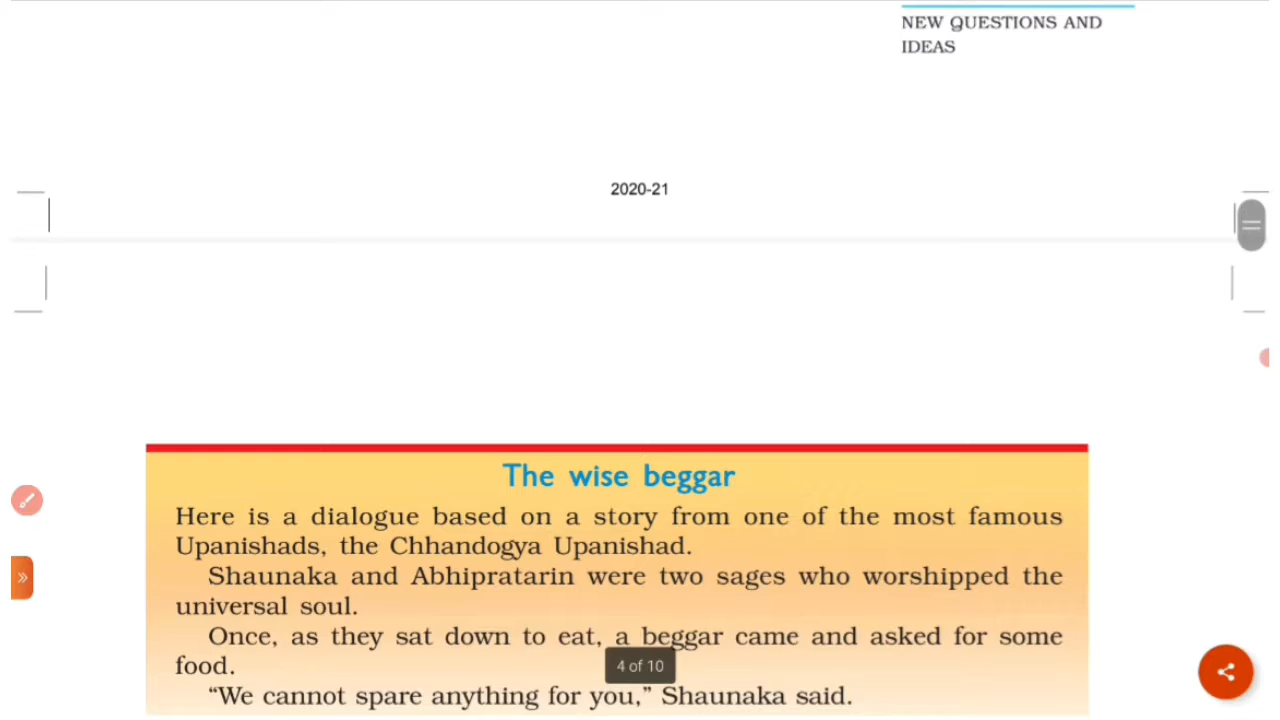 NEW QUESTIONS AND
IDEAS
2020-21
The wise beggar
Here is a dialogue based on a story from one of the most famous
Upanishads, the Chhandogya Upanishad.
Shaunaka and Abhipratarin were two sages who worshipped the
universal soul.
Once, as they sat down to eat, a beggar came and asked for some
food.
4 of 10
“We cannot spare anything for you,” Shaunaka said.